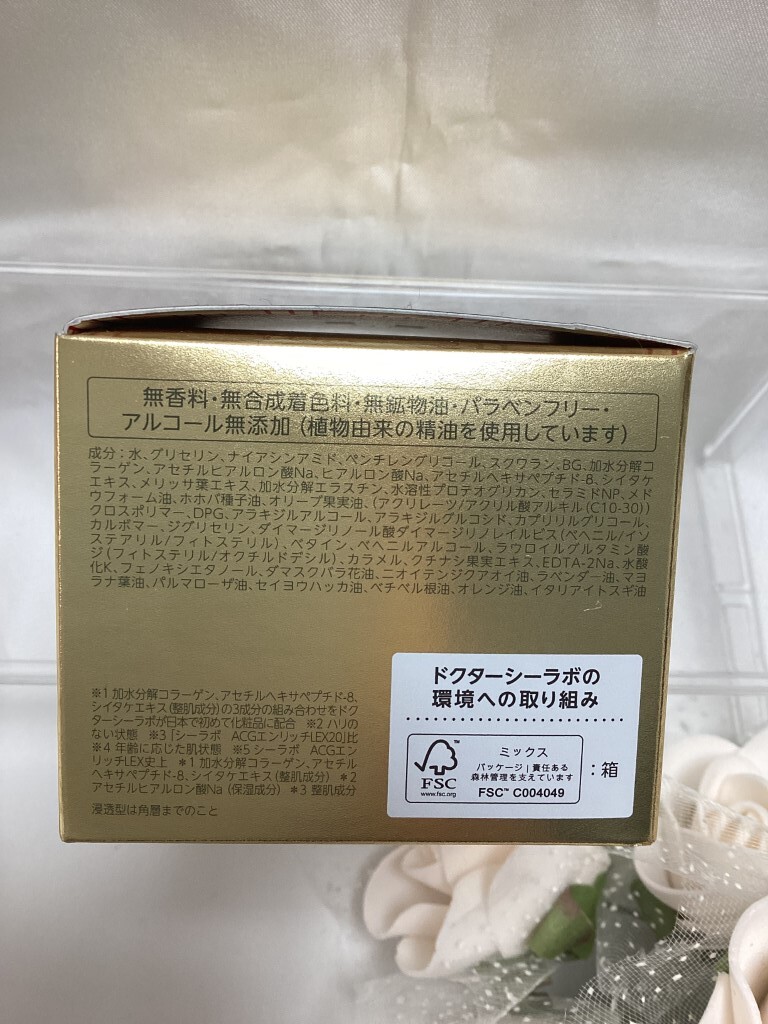 無香料・無合成着色料・無鉱物油・パラベンフリー・
アルコール無添加（植物由来の精油を使用しています）
成分：水、グリセリン、ナイアシンアミド、ペンチレングリコール、スクワラン、BG、加水分解コ
ラーゲン、アセチルヒアルロン酸Na、ヒアルロン酸Na、アセチルヘキサペプチド-8、シイタケ
エキス、メリッサ葉エキス、加水分解エラスチン、水溶性プロテオグリカン、セラミドNP、メド
ウフォーム油、ホホバ種子油、オリーブ果実油、（アクリレーツ/アクリル酸アルキル（C10-30））
クロスポリマー、DPG、アラキジルアルコール、アラキジルグルコシド、カプリリルグリコール、
カルボマー、ジグリセリン、ダイマージリノール酸ダイマージリノレイルビス（ベヘニル/イソ
ステアリル/フィトステリル）、ベタイン、ベヘニルアルコール、ラウロイルグルタミン酸
ジ（フィトステリル/オクチルドデシル）、カラメル、クチナシ果実エキス、EDTA-2Na、水酸
化K、フェノキシエタノール、ダマスクバラ花油、ニオイテンジクアオイ油、ラベンダー油、マヨ
ラナ葉油、パルマローザ油、セイヨウハッカ油、ベチベル根油、オレンジ油、イタリアイトスギ油
※1 加水分解コラーゲン、アセチルヘキサペプチド-8、
シイタケエキス（整肌成分）の3成分の組み合わせをドク
ターシーラボが日本で初めて化粧品に配合 ※2 ハリの
ない状態 ※3「シーラボ ACGエンリッチLEX20」比
※4 年齢に応じた肌状態 ※5 シーラボ ACGエン
リッチLEX史上 ＊1 加水分解コラーゲン、アセチル
ヘキサペプチド-8、シイタケエキス（整肌成分） ＊2
アセチルヒアルロン酸Na（保湿成分） ＊3 整肌成分
浸透型は角層までのこと
ドクターシーラボの
環境への取り組み
FSC
www.fsc.org
ミックス
パッケージ｜責任ある
森林管理を支えています
FSC™ C004049
：箱